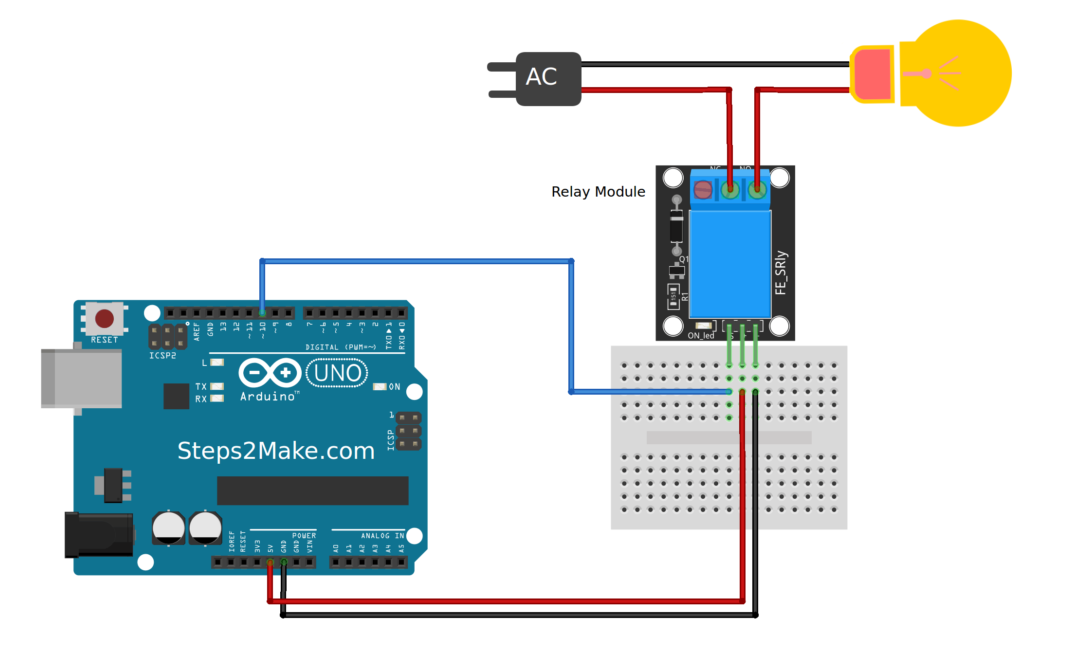 AC
NC NO
Relay Module
Q1
R1
FE_SRly
ON_led
RESET
ICSP2
AREF
GND
13
12
~11
~10
~9
8
7
~6
~5
4
~3
2
TXD▶1
RXD◀0
DIGITAL (PWM=~)
L
TX
RX
UNO
ON
Arduino™
1
ICSP
Steps2Make.com
POWER
ANALOG IN
IOREF
RESET
3V3
5V
GND
GND
VIN
A0
A1
A2
A3
A4
A5